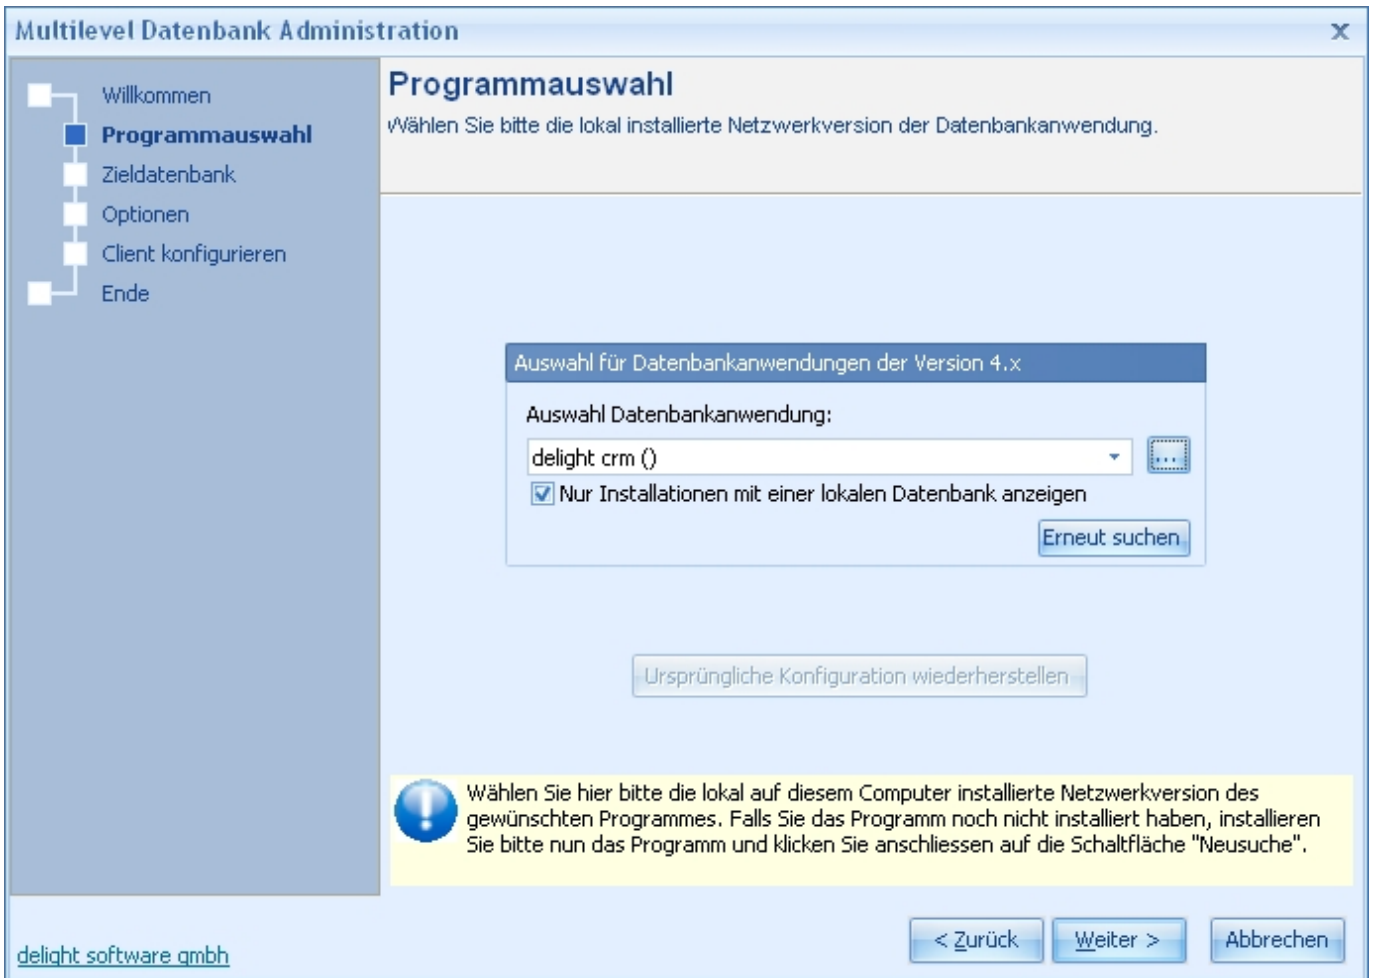 Multilevel Datenbank Administration
x
Willkommen
Programmauswahl
Zieldatenbank
Optionen
Client konfigurieren
Ende
Programmauswahl
Wählen Sie bitte die lokal installierte Netzwerkversion der Datenbankanwendung.
Auswahl für Datenbankanwendungen der Version 4.x
Auswahl Datenbankanwendung:
delight crm ()
...
Nur Installationen mit einer lokalen Datenbank anzeigen
Erneut suchen
Ursprüngliche Konfiguration wiederherstellen
Wählen Sie hier bitte die lokal auf diesem Computer installierte Netzwerkversion des
gewünschten Programmes. Falls Sie das Programm noch nicht installiert haben, installieren
Sie bitte nun das Programm und klicken Sie anschliessen auf die Schaltfläche "Neusuche".
delight software gmbh
< Zurück
Weiter >
Abbrechen